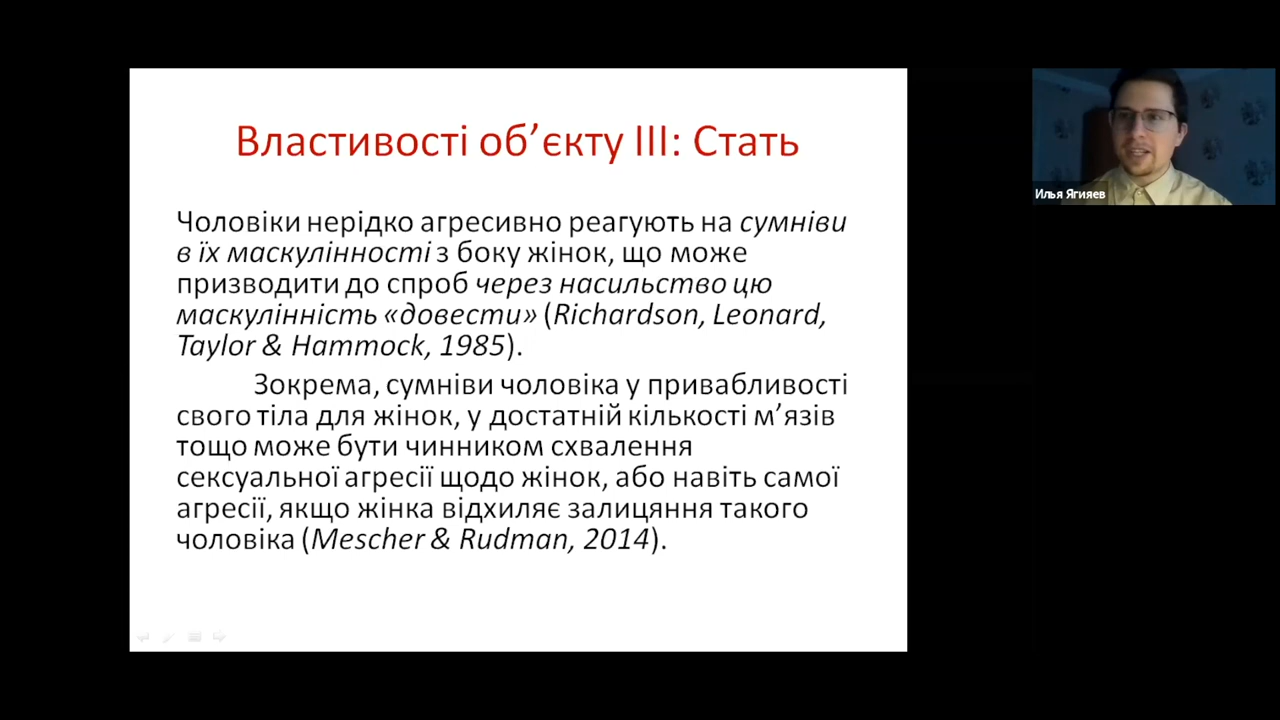 Властивості об’єкту III: Стать
Чоловіки нерідко агресивно реагують на сумніви
в їх маскулінності з боку жінок, що може
призводити до спроб через насильство цю
маскулінність «довести» (Richardson, Leonard,
Taylor & Hammock, 1985).
Зокрема, сумніви чоловіка у привабливості
свого тіла для жінок, у достатній кількості м’язів
тощо може бути чинником схвалення
сексуальної агресії щодо жінок, або навіть самої
агресії, якщо жінка відхиляє залицяння такого
чоловіка (Mescher & Rudman, 2014).
Илья Ягияев